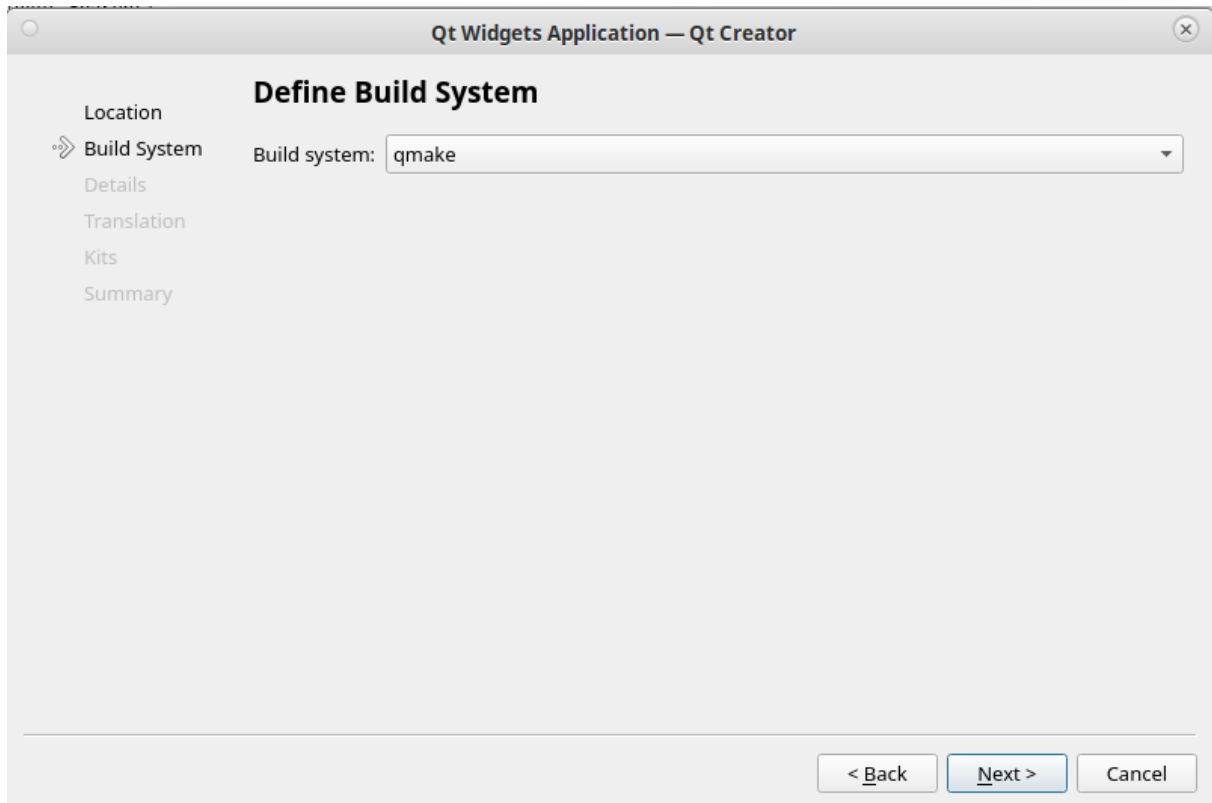 Qt Widgets Application — Qt Creator
Define Build System
Location
Build System
Build system: qmake
Details
Translation
Kits
Summary
< Back
Next >
Cancel